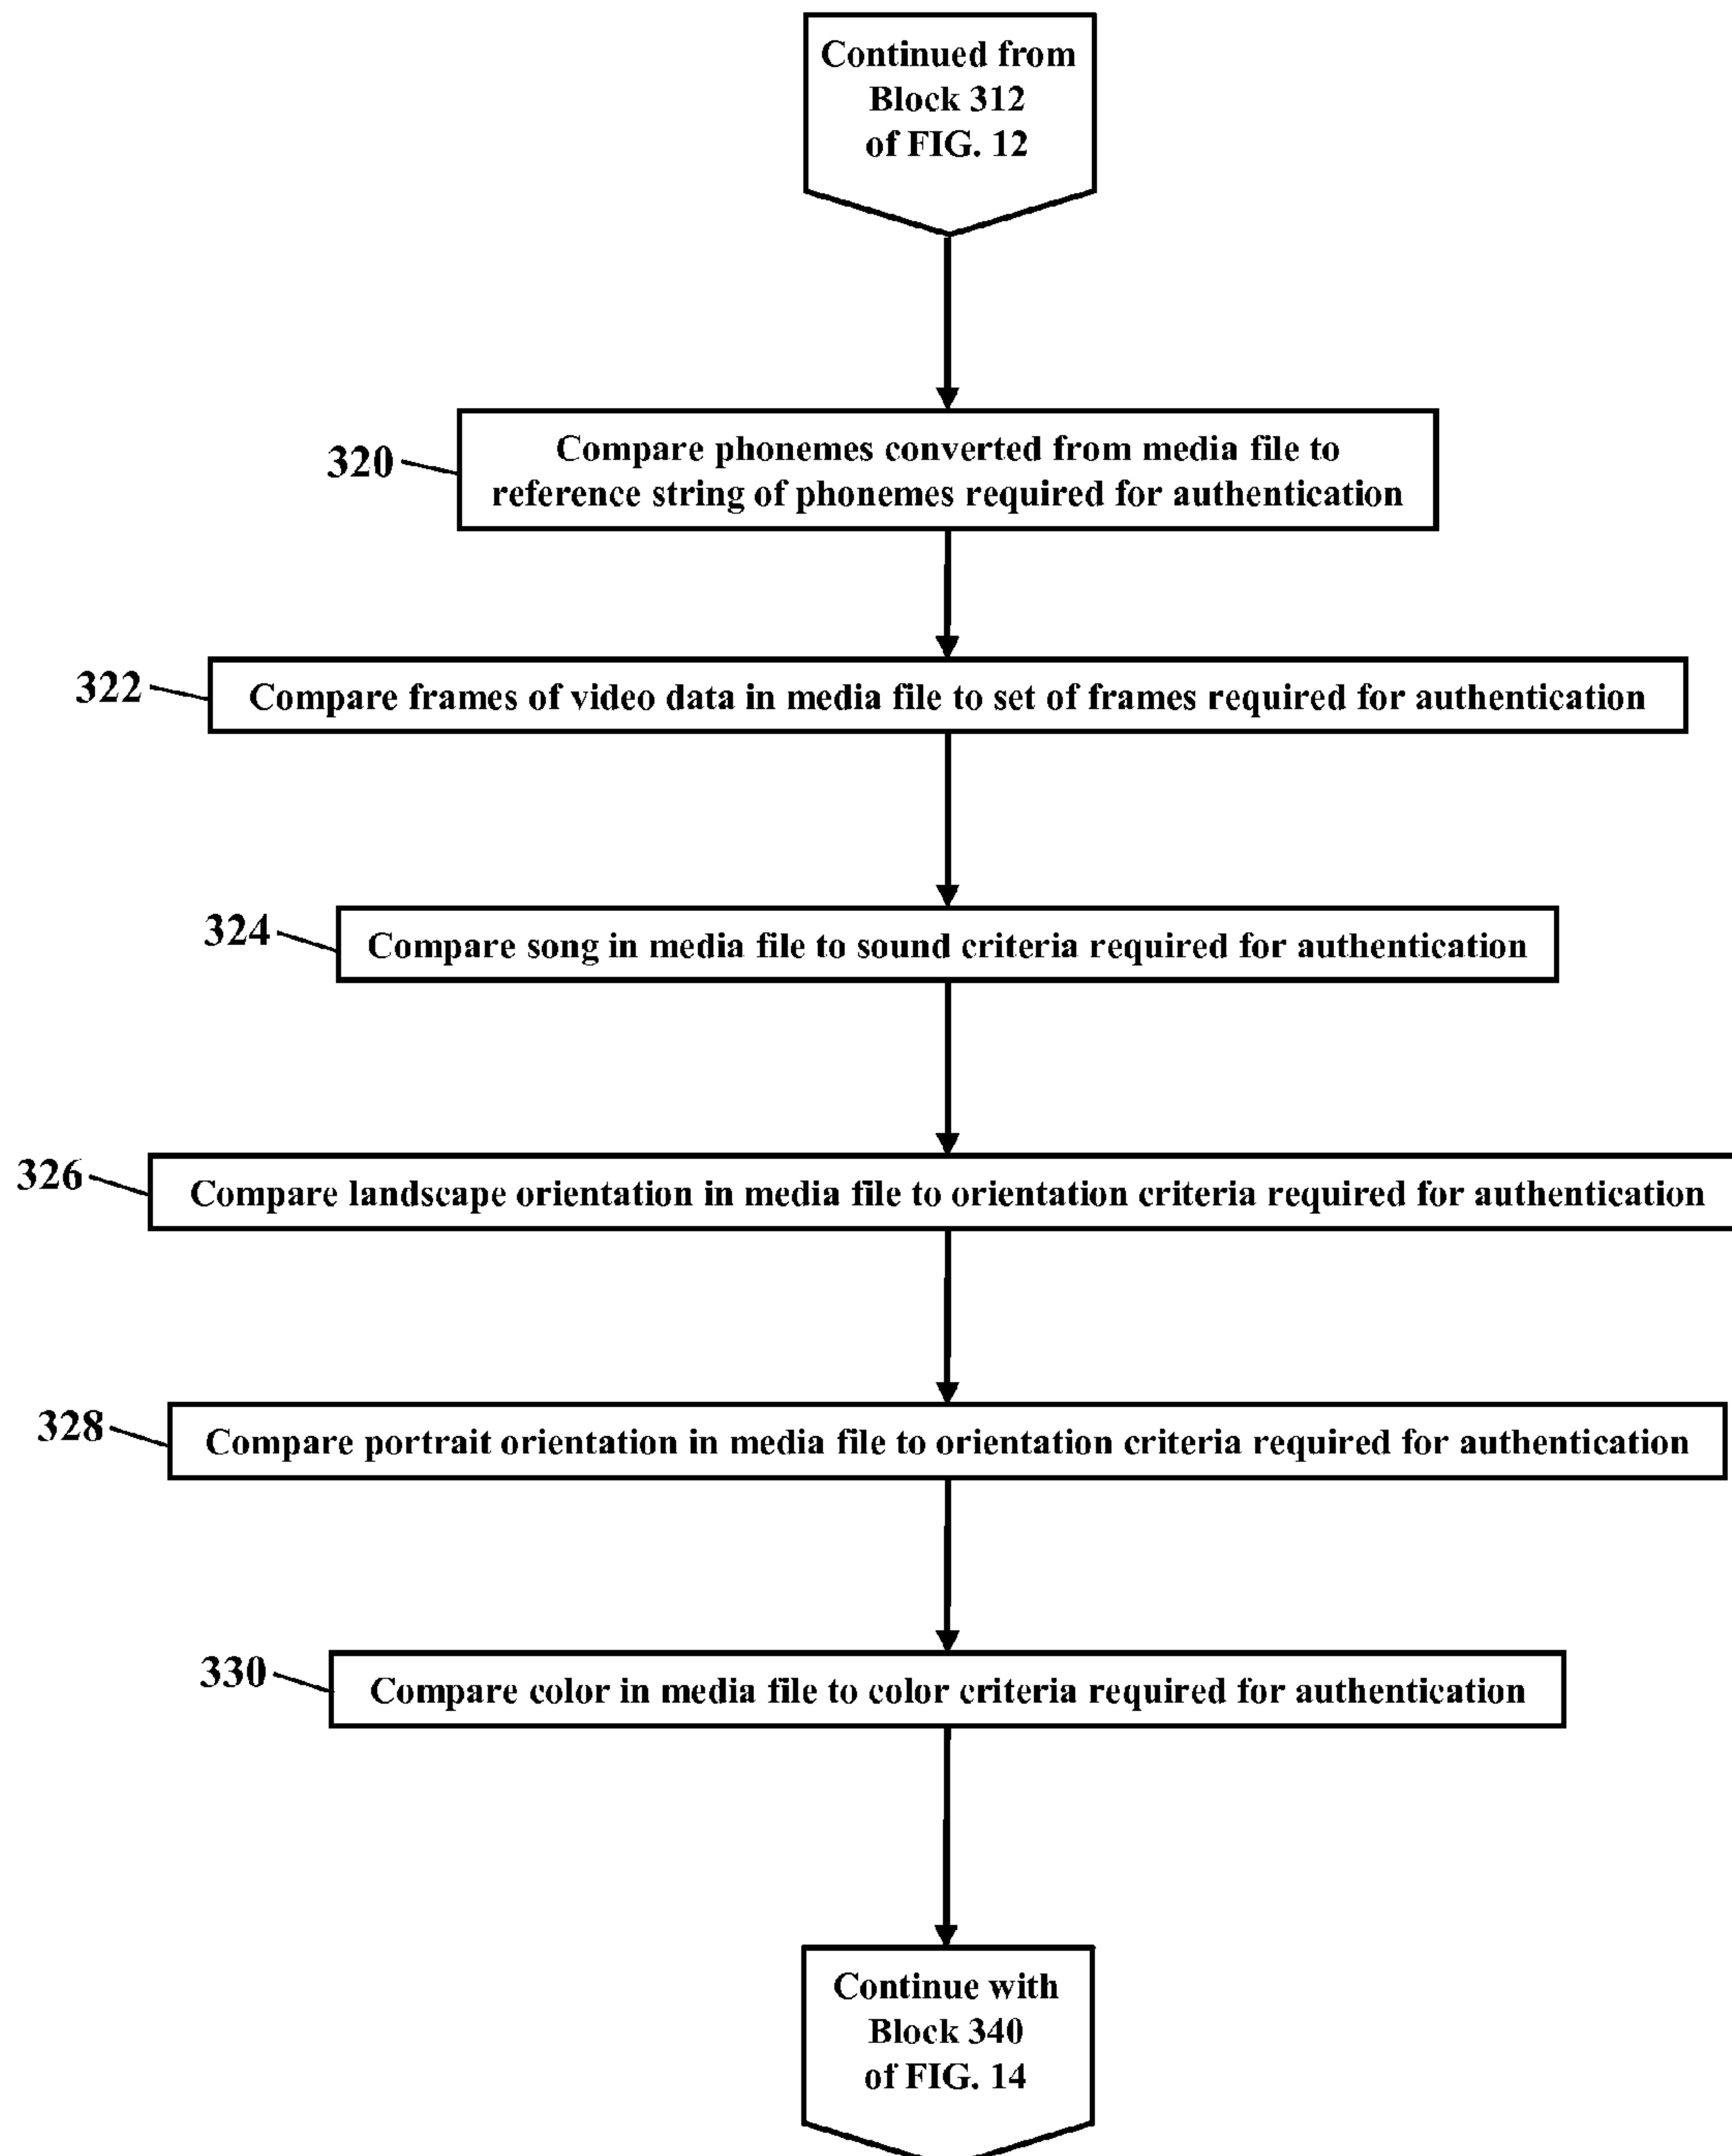 Continued from
Block 312
of FIG. 12
320
Compare phonemes converted from media file to
reference string of phonemes required for authentication
322
Compare frames of video data in media file to set of frames required for authentication
324
Compare song in media file to sound criteria required for authentication
326
Compare landscape orientation in media file to orientation criteria required for authentication
328
Compare portrait orientation in media file to orientation criteria required for authentication
330
Compare color in media file to color criteria required for authentication
Continue with
Block 340
of FIG. 14